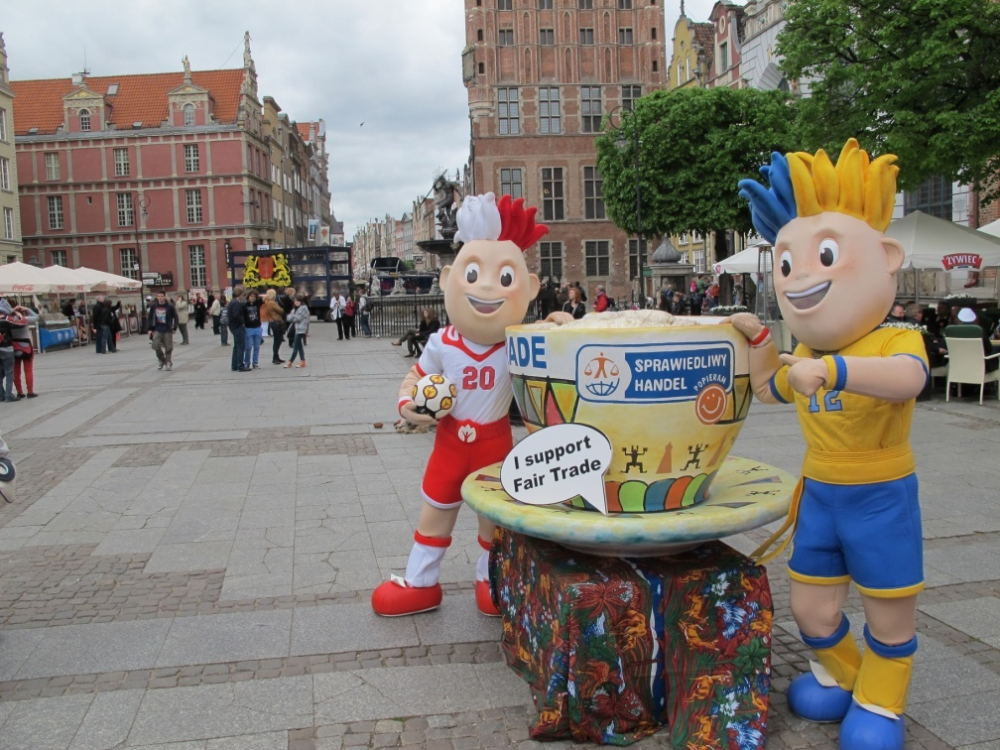 ŻYWIEC
ADE
SPRAWIEDLIWY
HANDEL
POPIERAM
20
12
I support
Fair Trade